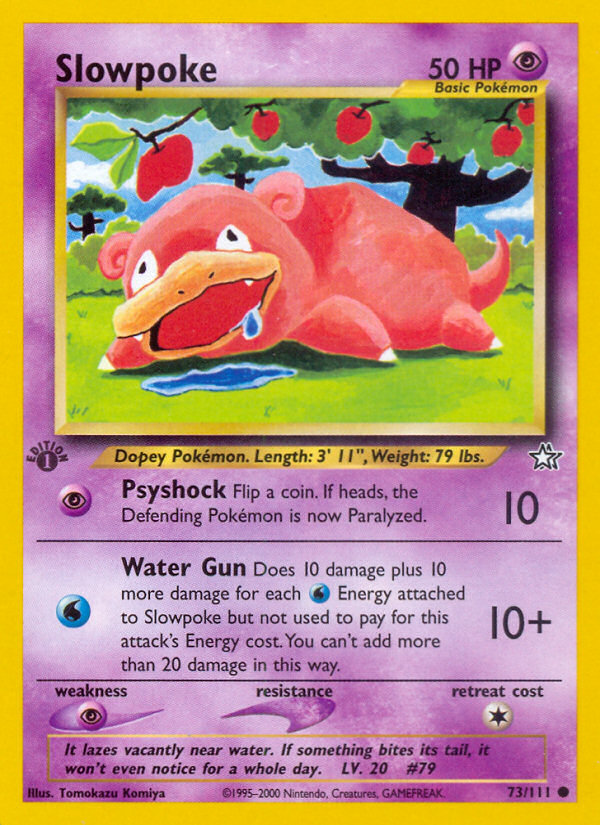 Slowpoke
50 HP
Basic Pokémon
EDITION
1
Dopey Pokémon. Length: 3' 11", Weight: 79 lbs.
Psyshock Flip a coin. If heads, the
Defending Pokémon is now Paralyzed.
10
Water Gun Does 10 damage plus 10
more damage for each Energy attached
to Slowpoke but not used to pay for this
attack's Energy cost. You can't add more
than 20 damage in this way.
10+
weakness
resistance
retreat cost
It lazes vacantly near water. If something bites its tail, it
won't even notice for a whole day. LV. 20 #79
Illus. Tomokazu Komiya
©1995-2000 Nintendo, Creatures, GAMEFREAK.
73/111